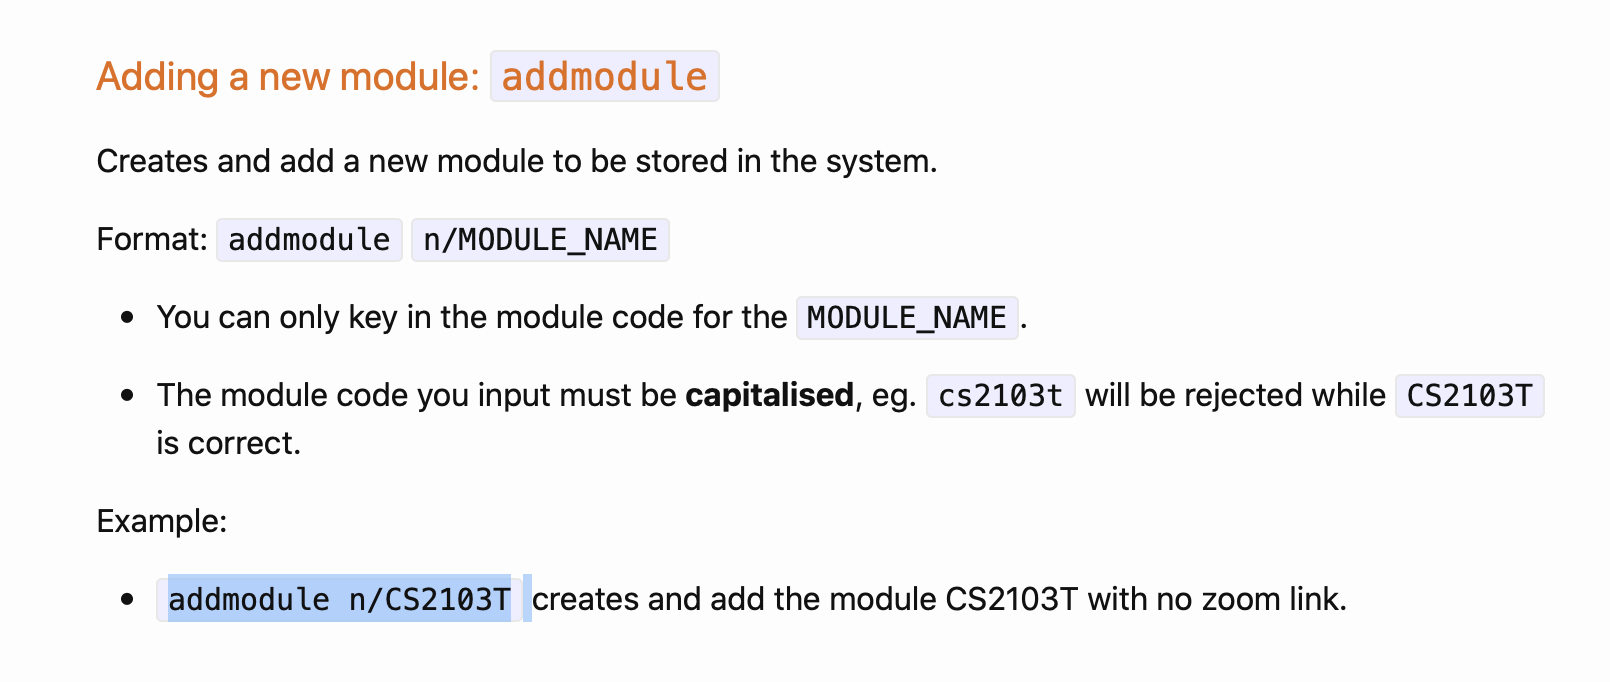 Adding a new module: addmodule
Creates and add a new module to be stored in the system.
Format: addmodule n/MODULE_NAME
• You can only key in the module code for the MODULE_NAME.
• The module code you input must be capitalised, eg. cs2103t will be rejected while CS2103T
is correct.
Example:
• addmodule n/CS2103T creates and add the module CS2103T with no zoom link.